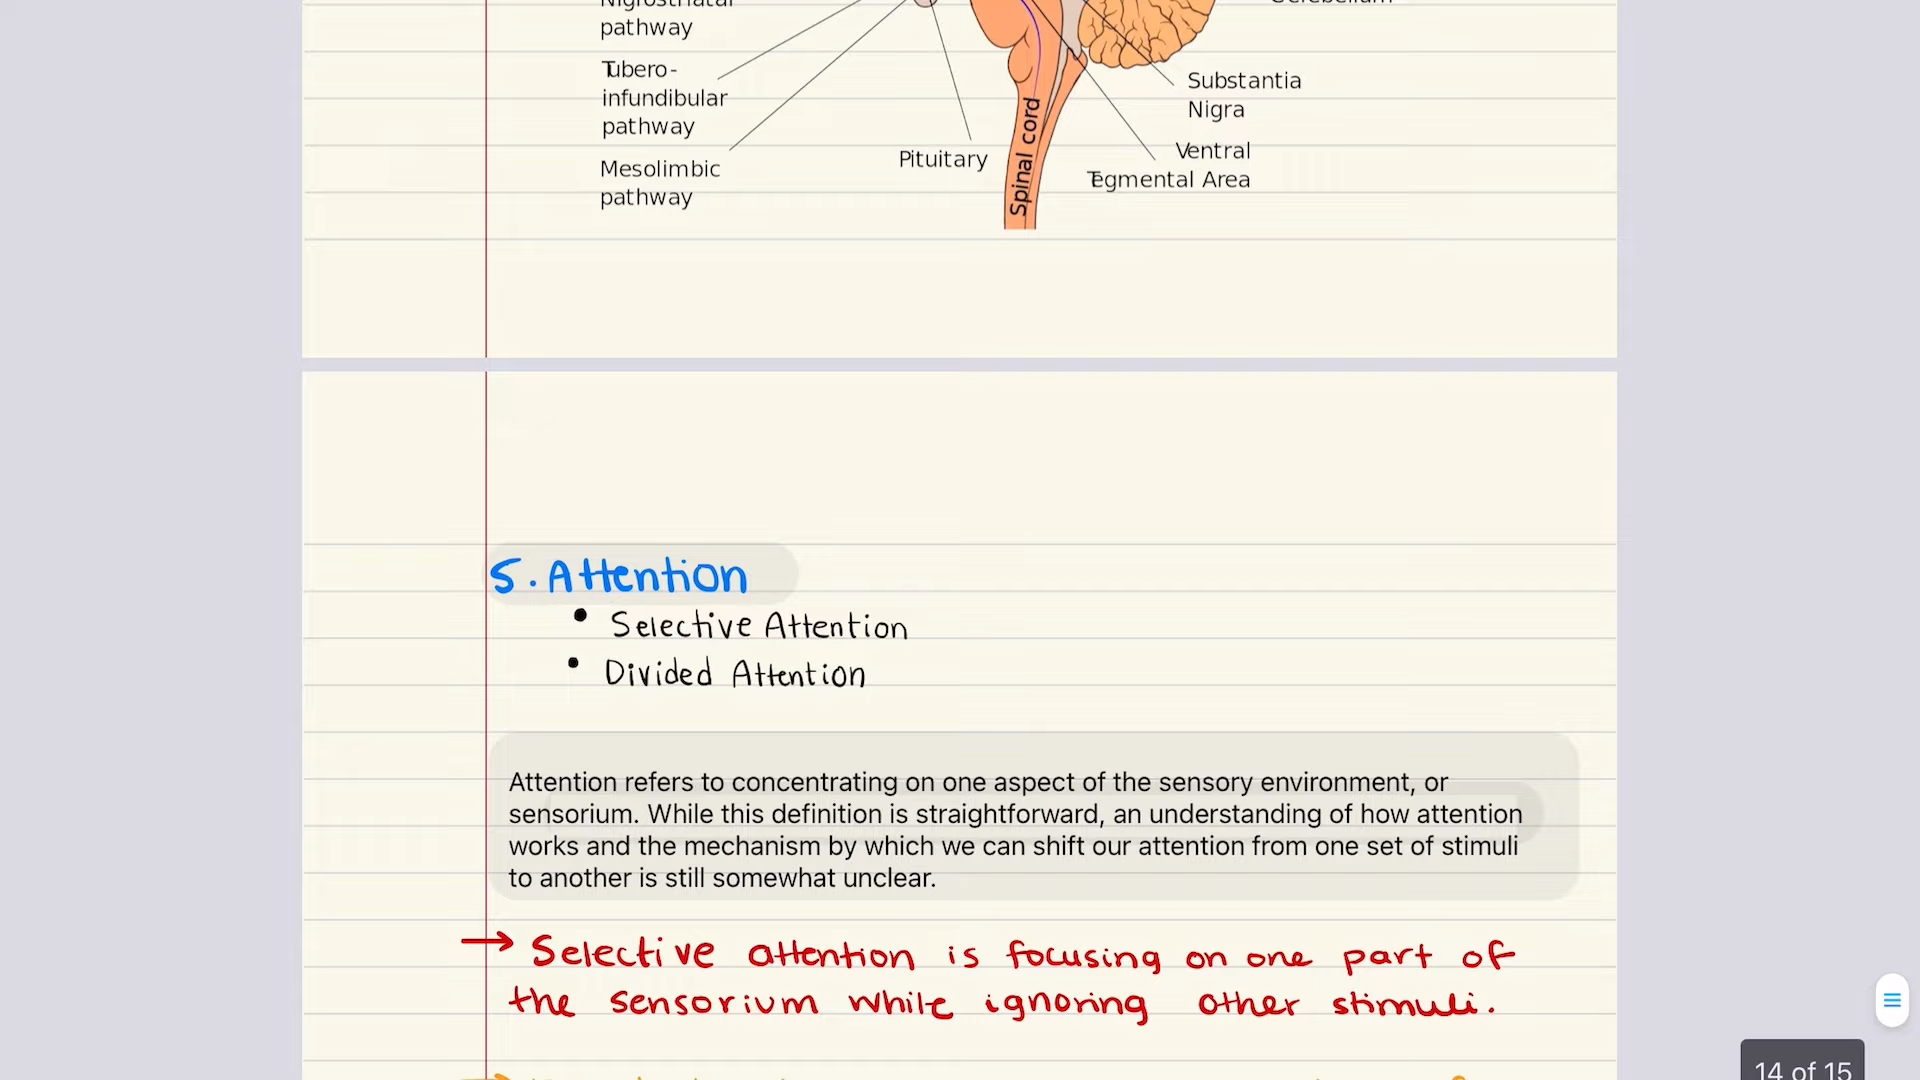 pathway
Tubero-
infundibular
pathway
Mesolimbic
pathway
Pituitary
Spinal cord
Substantia
Nigra
Ventral
Tegmental Area
5. Attention
• Selective Attention
• Divided Attention
Attention refers to concentrating on one aspect of the sensory environment, or
sensorium. While this definition is straightforward, an understanding of how attention
works and the mechanism by which we can shift our attention from one set of stimuli
to another is still somewhat unclear.
→ Selective attention is focusing on one part of
the sensorium while ignoring other stimuli.
14 of 15